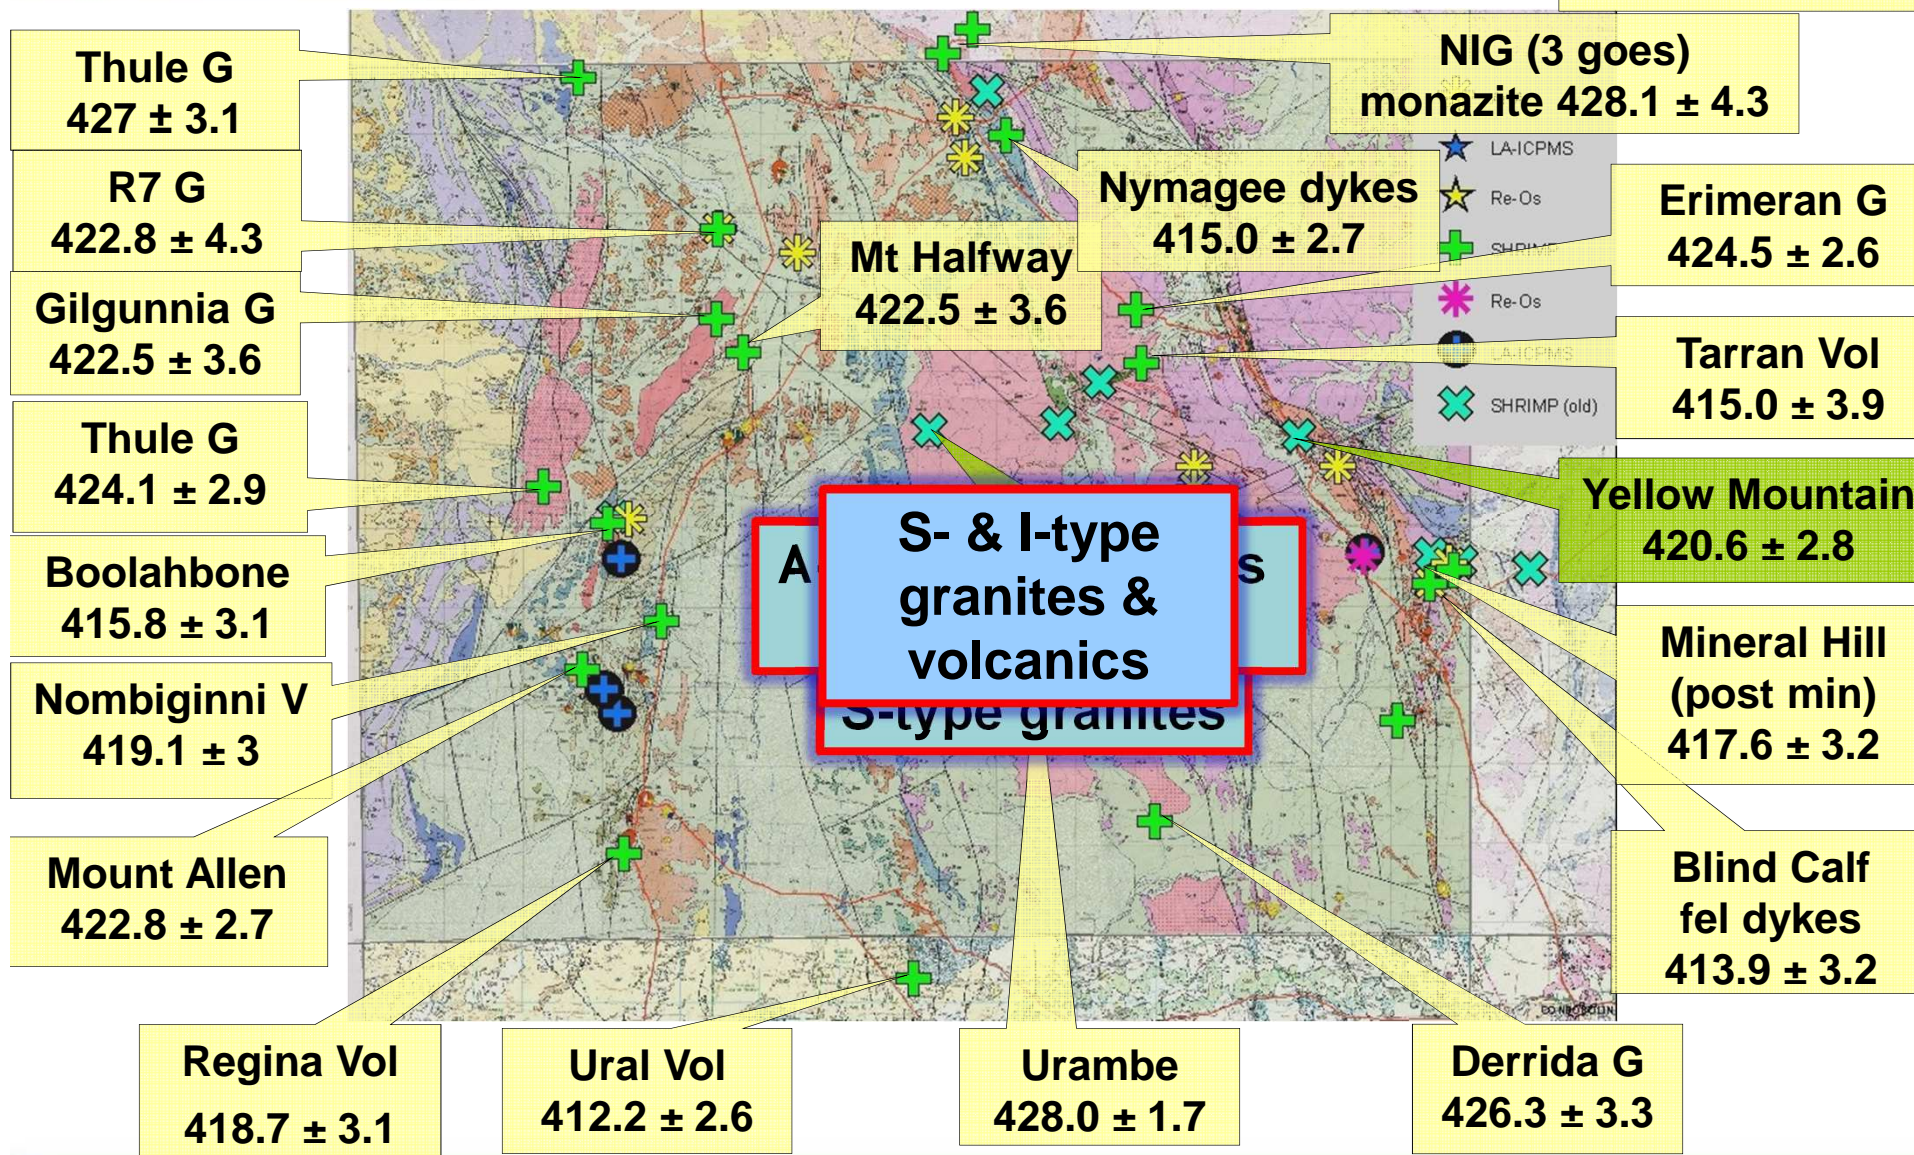 Thule G
427 ± 3.1
R7 G
422.8 ± 4.3
Gilgunnia G
422.5 ± 3.6
Thule G
424.1 ± 2.9
Boolahbone
415.8 ± 3.1
Nombiginni V
419.1 ± 3
Mount Allen
422.8 ± 2.7
Regina Vol
418.7 ± 3.1
Ural Vol
412.2 ± 2.6
Urambe
428.0 ± 1.7
Derrida G
426.3 ± 3.3
NIG (3 goes)
monazite 428.1 ± 4.3
Nymagee dykes
415.0 ± 2.7
Mt Halfway
422.5 ± 3.6
LA-ICPMS
Re-Os
SHRIMP
Re-Os
LA-ICPMS
SHRIMP (old)
Erimeran G
424.5 ± 2.6
Tarran Vol
415.0 ± 3.9
Yellow Mountain
420.6 ± 2.8
Mineral Hill
(post min)
417.6 ± 3.2
Blind Calf
fel dykes
413.9 ± 3.2
S- & I-type
granites &
volcanics
A
s
S-type granites
CONDOBOLIN